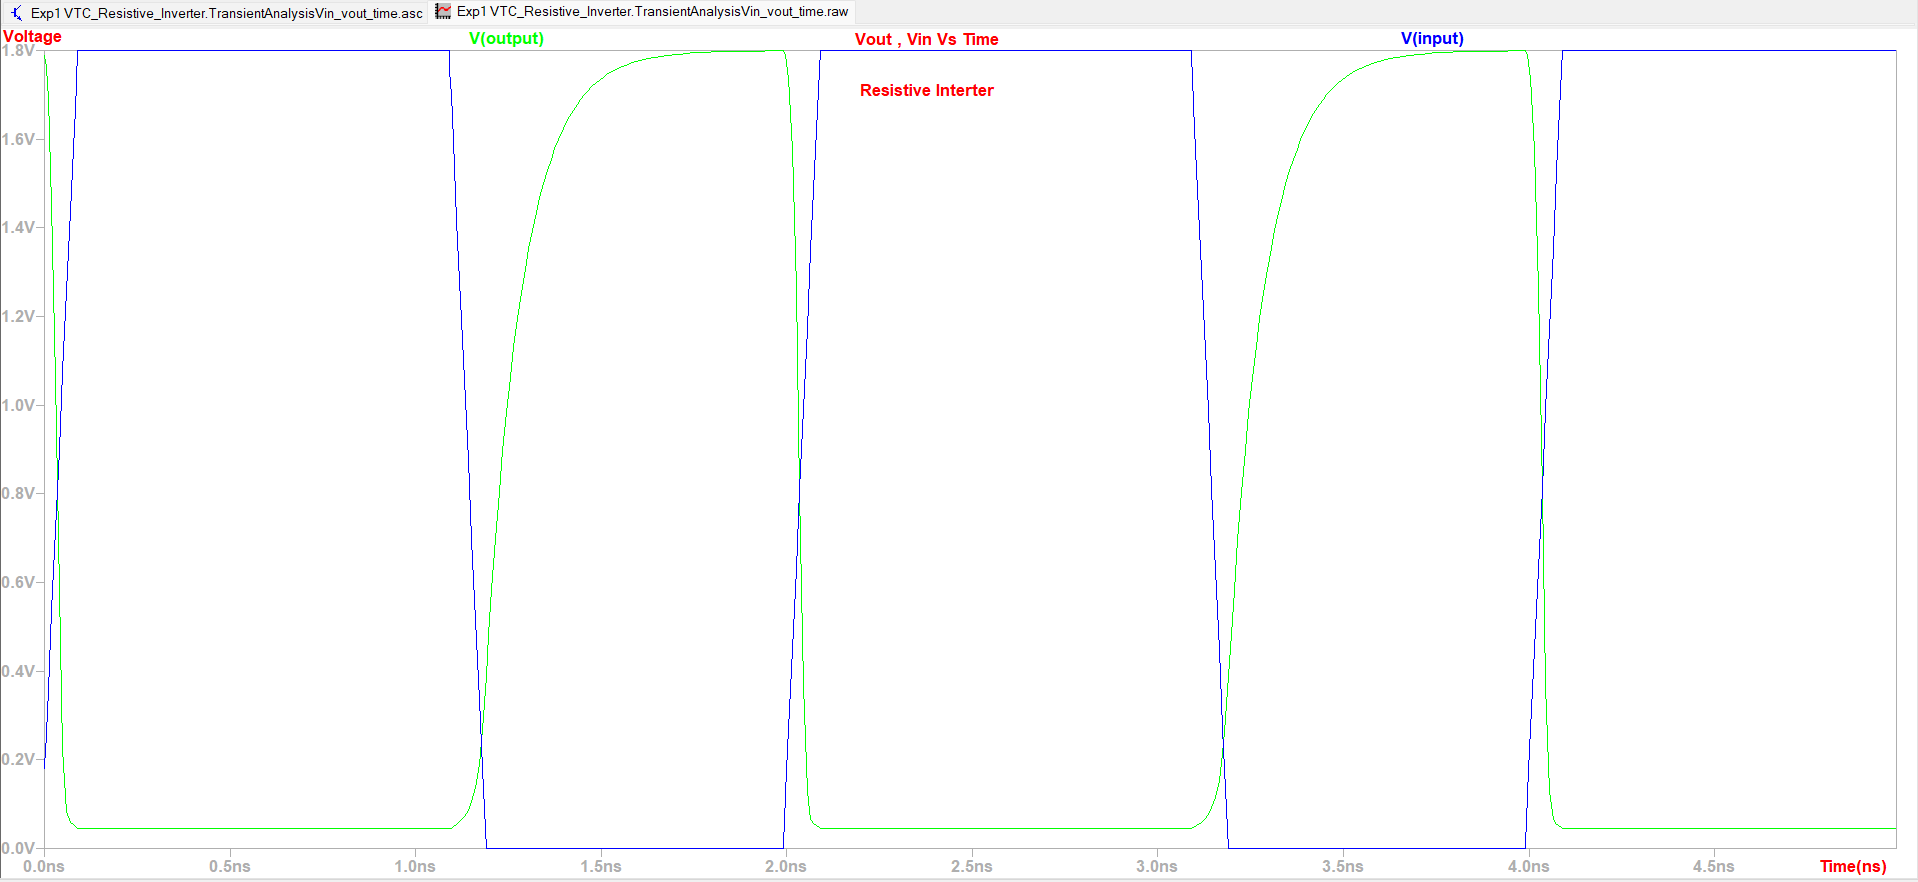 Exp1 VTC_Resistive_Inverter.TransientAnalysisVin_vout_time.asc Exp1 VTC_Resistive_Inverter.TransientAnalysisVin_vout_time.raw
Voltage V(output) Vout , Vin Vs Time V(input)
1.8V
Resistive Interter
1.6V
1.4V
1.2V
1.0V
0.8V
0.6V
0.4V
0.2V
0.0V
0.0ns 0.5ns 1.0ns 1.5ns 2.0ns 2.5ns 3.0ns 3.5ns 4.0ns 4.5ns Time(ns)